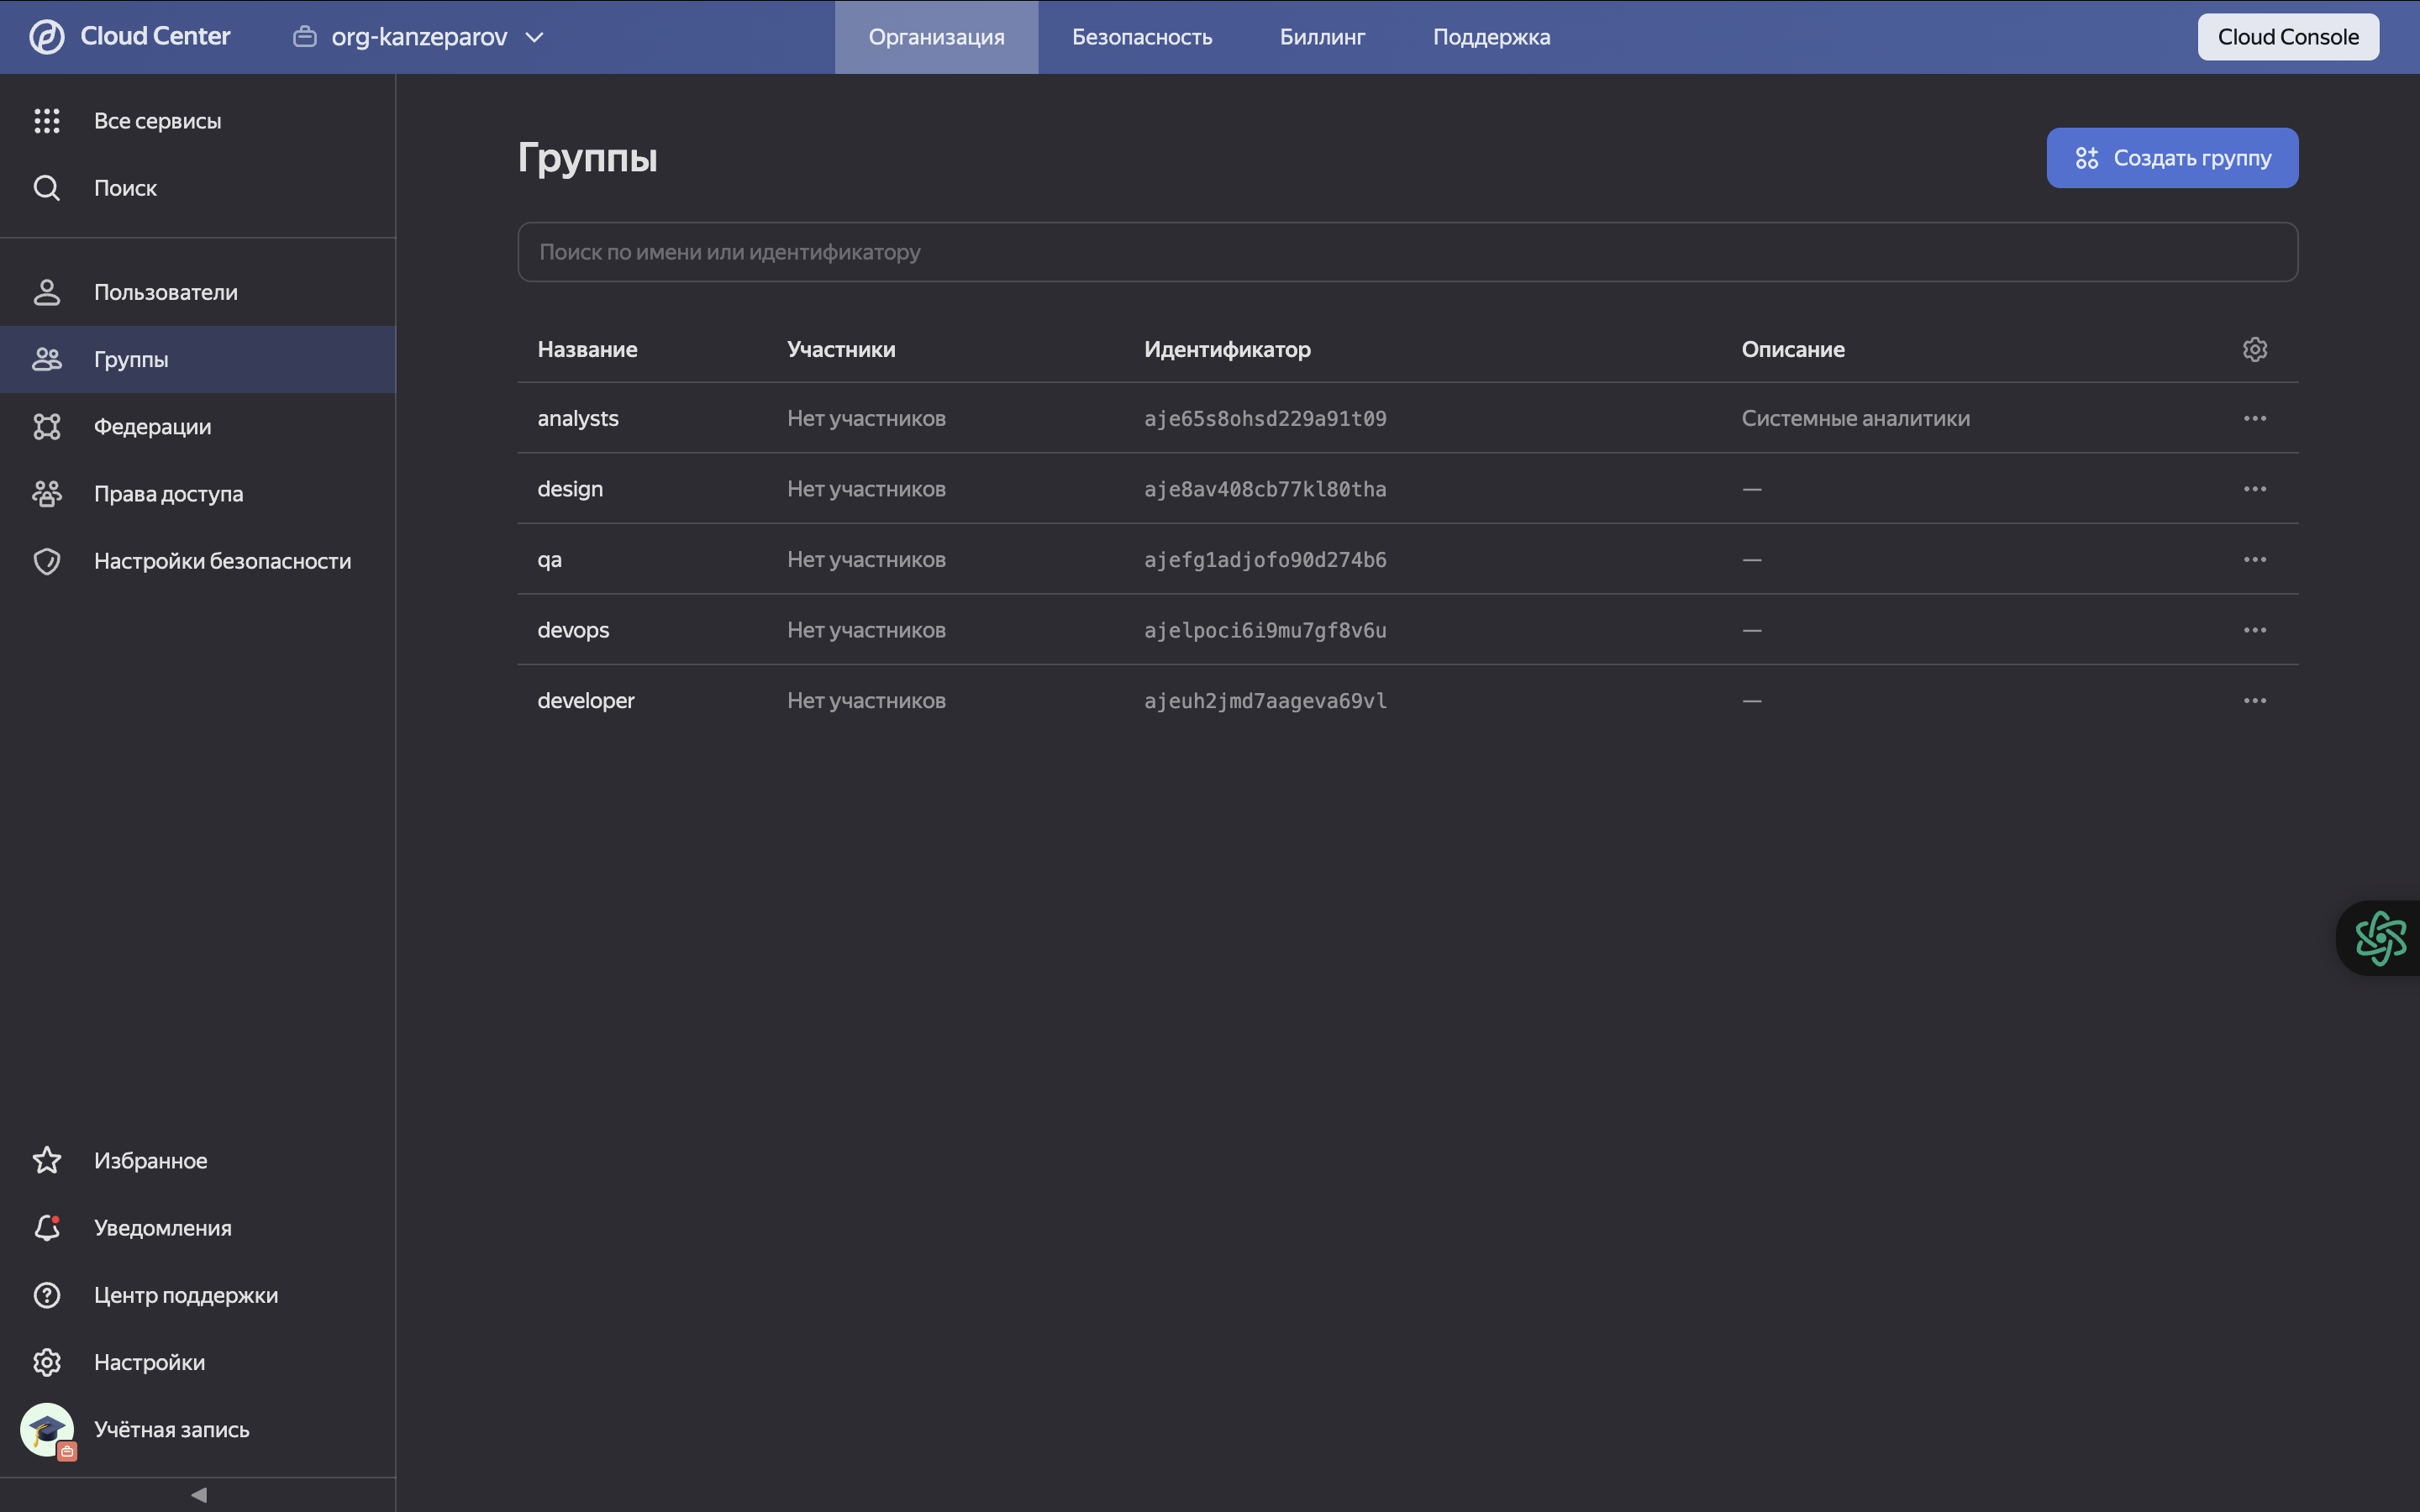 Cloud Center
org-kanzeparov
Организация
Безопасность
Биллинг
Поддержка
Cloud Console
Все сервисы
Поиск
Пользователи
Группы
Федерации
Права доступа
Настройки безопасности
Избранное
Уведомления
Центр поддержки
Настройки
Учётная запись
Группы
Создать группу
Поиск по имени или идентификатору
Название Участники Идентификатор Описание
analysts Нет участников aje65s8ohsd229a91t09 Системные аналитики
design Нет участников aje8av408cb77kl80tha —
qa Нет участников ajefg1adjofo90d274b6 —
devops Нет участников ajelpoci6i9mu7gf8v6u —
developer Нет участников ajeuh2jmd7aageva69vl —